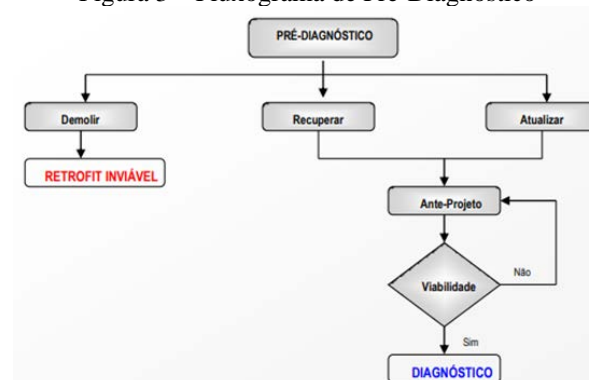 PRÉ-DIAGNÓSTICO
Demolir
Recuperar
Atualizar
RETROFIT INVIÁVEL
Ante-Projeto
Não
Viabilidade
Sim
DIAGNÓSTICO